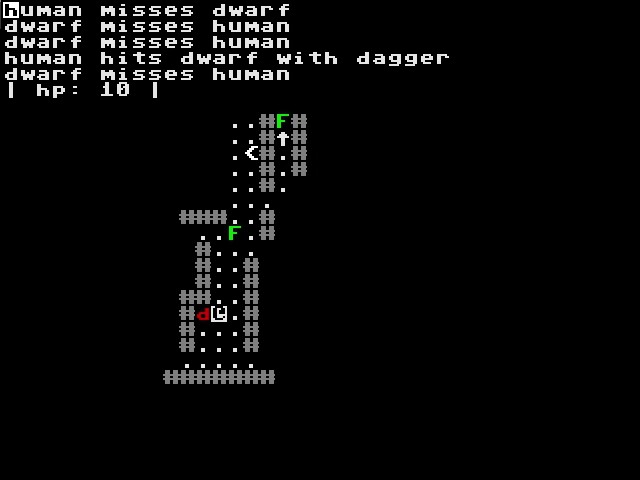 human misses dwarf
dwarf misses human
dwarf misses human
human hits dwarf with dagger
dwarf misses human
| hp: 10 |
..#F#
..#↑#
.<#.#
..#.#
..#.
...
###..#
..F.#
#...
#..#
#..#
##..#
#d@.#
#...#
#...#
.....
#######